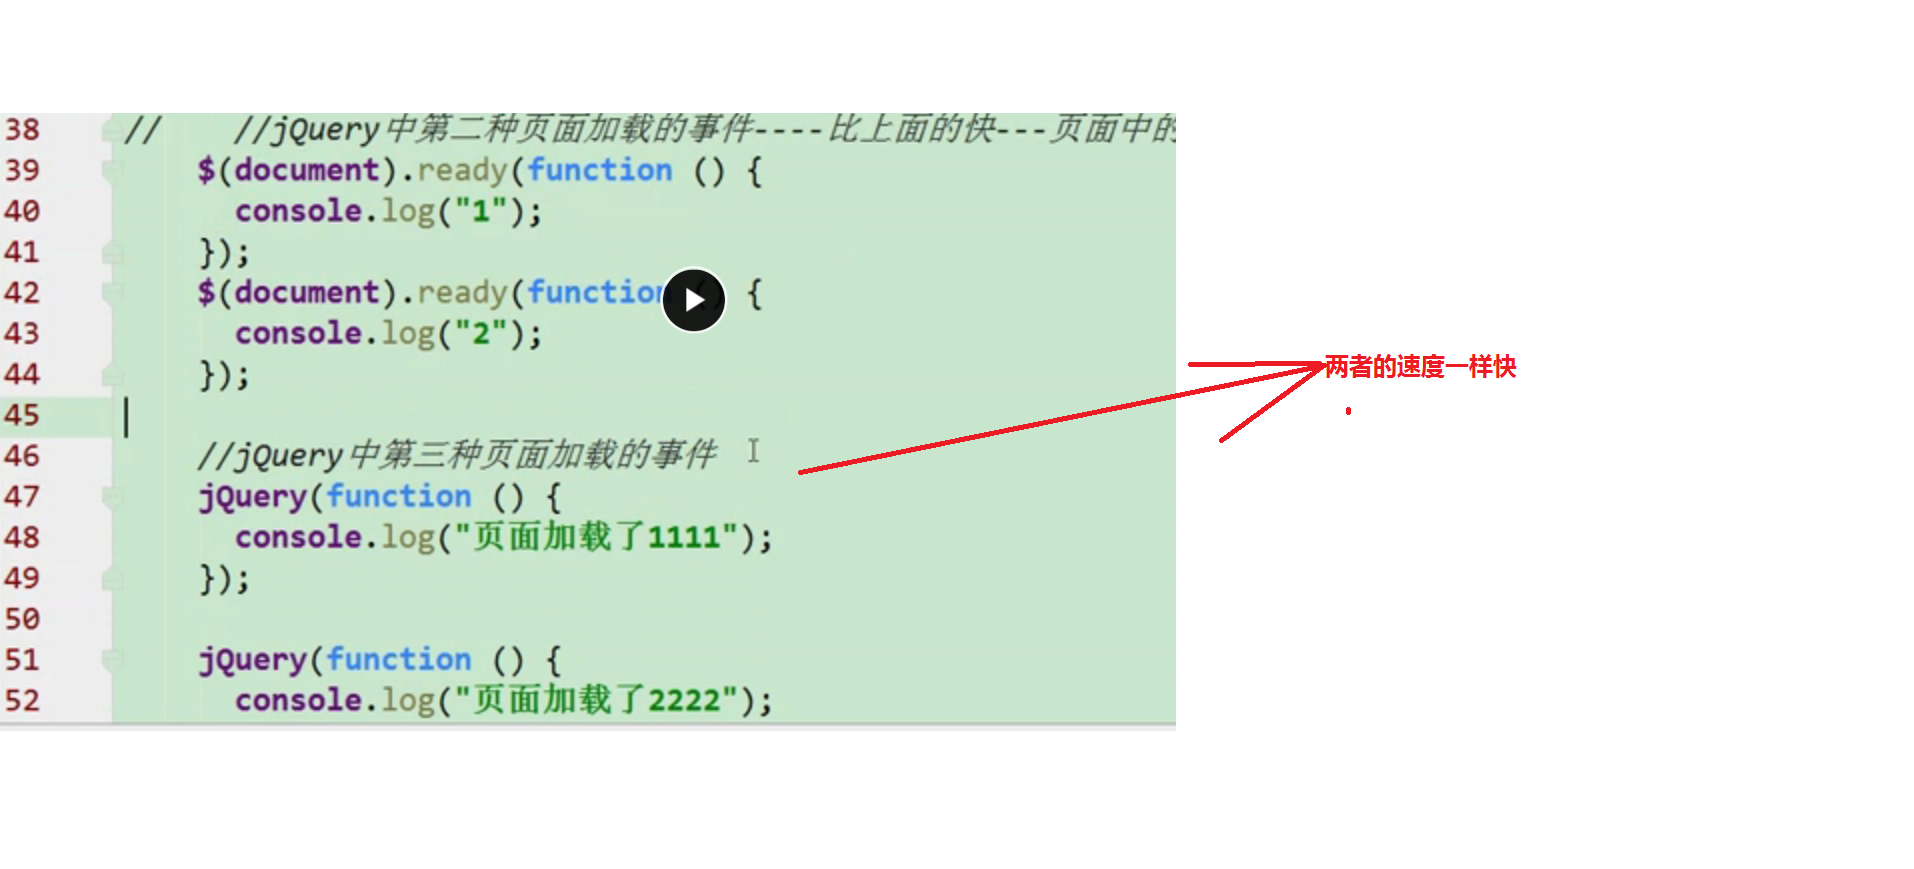 38 // //jQuery中第二种页面加载的事件----比上面的快---页面中的
39 $(document).ready(function () {
40 console.log("1");
41 });
42 $(document).ready(function () {
43 console.log("2");
44 });
两者的速度一样快
45
46 //jQuery中第三种页面加载的事件
47 jQuery(function () {
48 console.log("页面加载了1111");
49 });
50
51 jQuery(function () {
52 console.log("页面加载了2222");